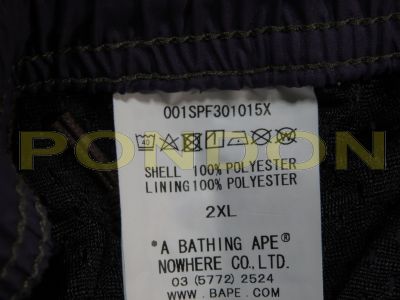 001SPF301015X
40
PONDON
SHELL 100% POLYESTER
LINING 100% POLYESTER
2XL
"A BATHING APE®
NOWHERE CO., LTD.
03 (5772) 2524
www.BAPE.COM